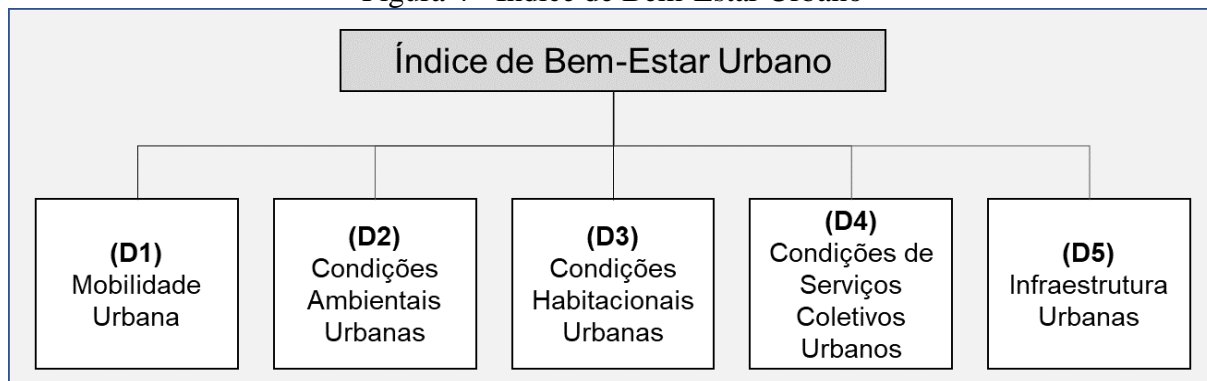 Índice de Bem-Estar Urbano
(D1)
Mobilidade
Urbana
(D2)
Condições
Ambientais
Urbanas
(D3)
Condições
Habitacionais
Urbanas
(D4)
Condições de
Serviços
Coletivos
Urbanos
(D5)
Infraestrutura
Urbanas